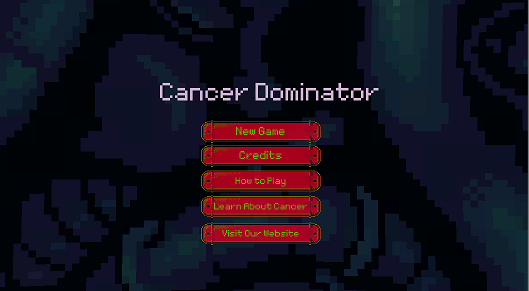 Cancer Dominator
New Game
Credits
How to Play
Learn About Cancer
Visit Our Website